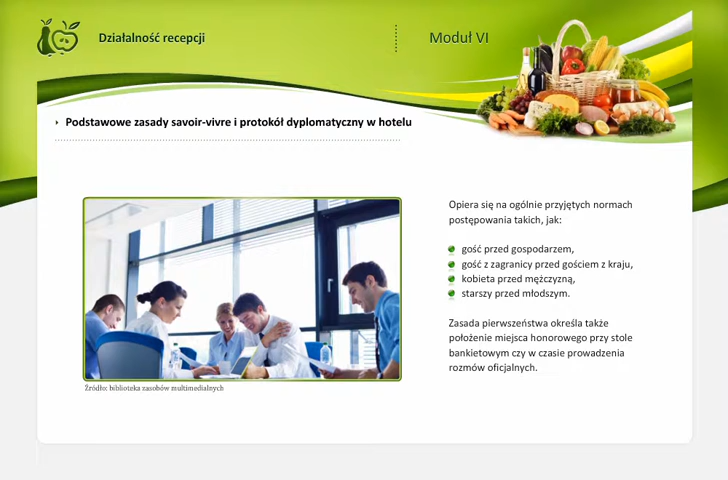 Działalność recepcji
Moduł VI
Podstawowe zasady savoir-vivre i protokół dyplomatyczny w hotelu
Opiera się na ogólnie przyjętych normach
postępowania takich, jak:
gość przed gospodarzem,
gość z zagranicy przed gościem z kraju,
kobieta przed mężczyzną,
starszy przed młodszym.
Zasada pierwszeństwa określa także
położenie miejsca honorowego przy stole
bankietowym czy w czasie prowadzenia
rozmów oficjalnych.
Źródło: biblioteka zasobów multimedialnych